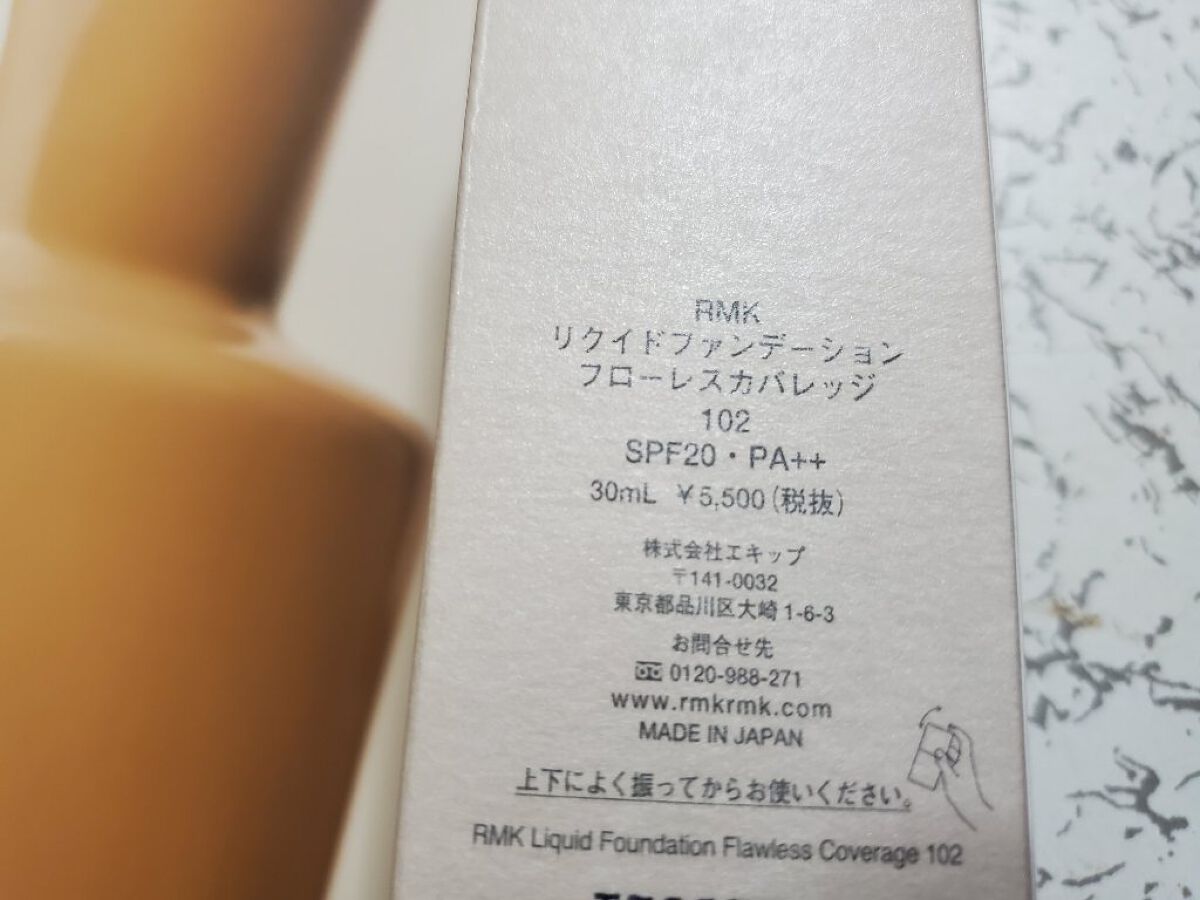 RMK
リクイドファンデーション
フローレスカバレッジ
102
SPF20・PA++
30mL ¥5,500(税抜)
株式会社エキップ
〒141-0032
東京都品川区大崎1-6-3
お問合せ先
0120-988-271
www.rmkrmk.com
MADE IN JAPAN
上下によく振ってからお使いください。
RMK Liquid Foundation Flawless Coverage 102